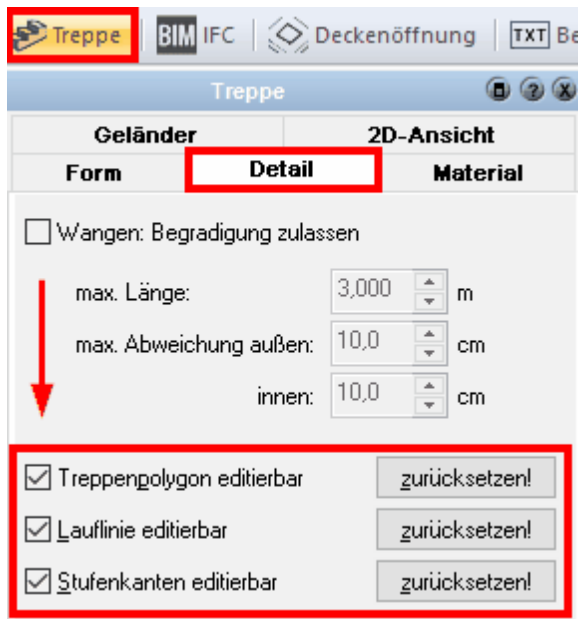 Treppe BIM IFC Deckenöffnung TXT Be
Treppe
Geländer 2D-Ansicht
Form Detail Material
Wangen: Begradigung zulassen
max. Länge: 3,000 m
max. Abweichung außen: 10,0 cm
innen: 10,0 cm
Treppenpolygon editierbar zurücksetzen!
Lauflinie editierbar zurücksetzen!
Stufenkanten editierbar zurücksetzen!